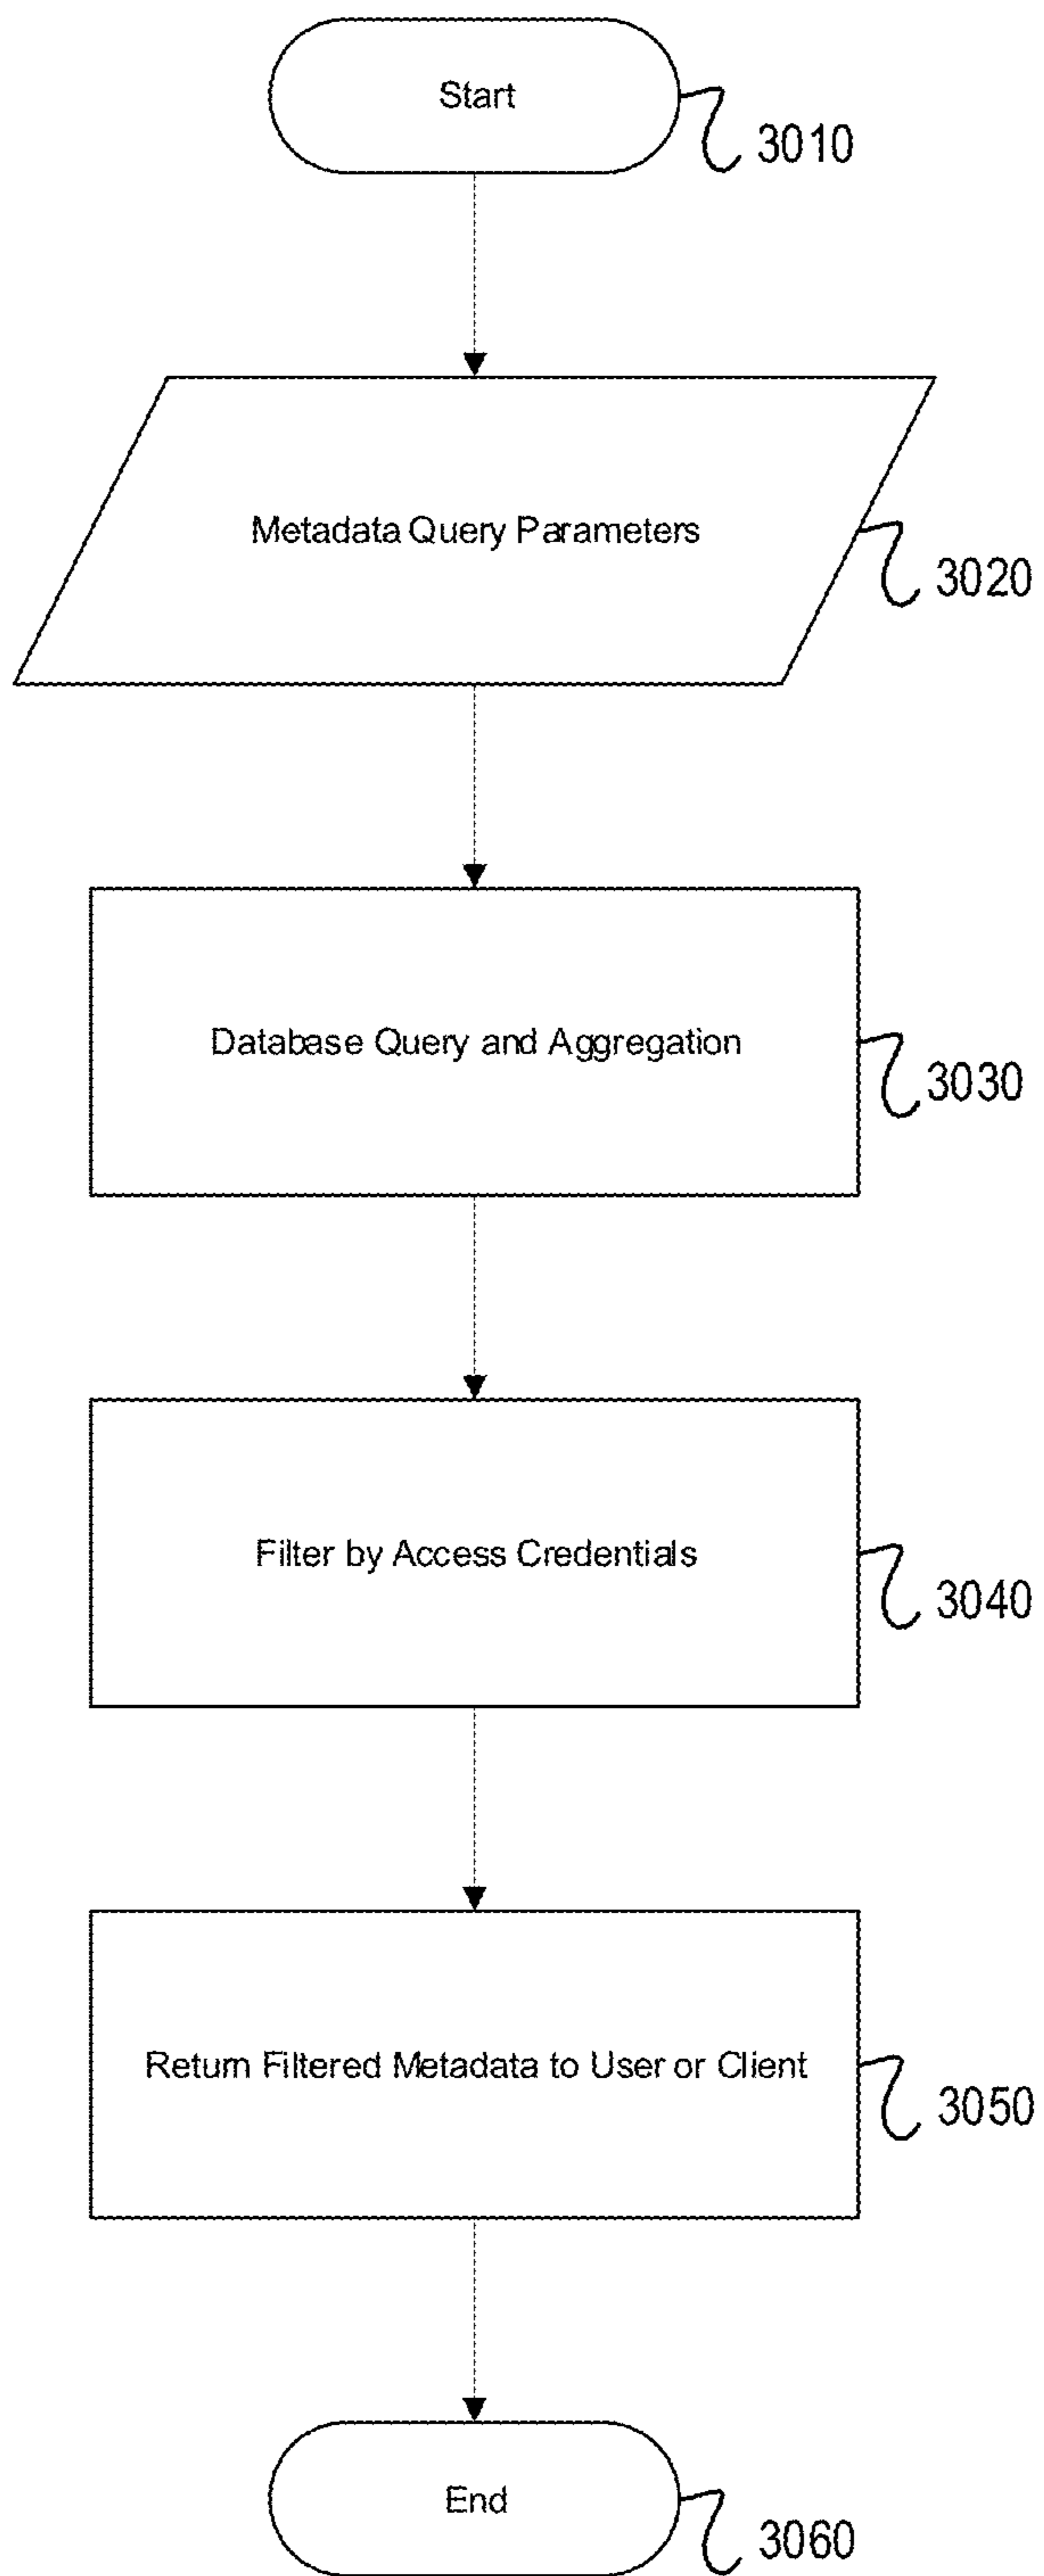 Start
3010
Metadata Query Parameters
3020
Database Query and Aggregation
3030
Filter by Access Credentials
3040
Return Filtered Metadata to User or Client
3050
End
3060